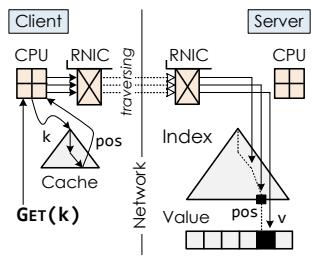 Client
Server
CPU
RNIC
traversing
RNIC
CPU
k
pos
Cache
GET(k)
Network
Index
pos
v
Value